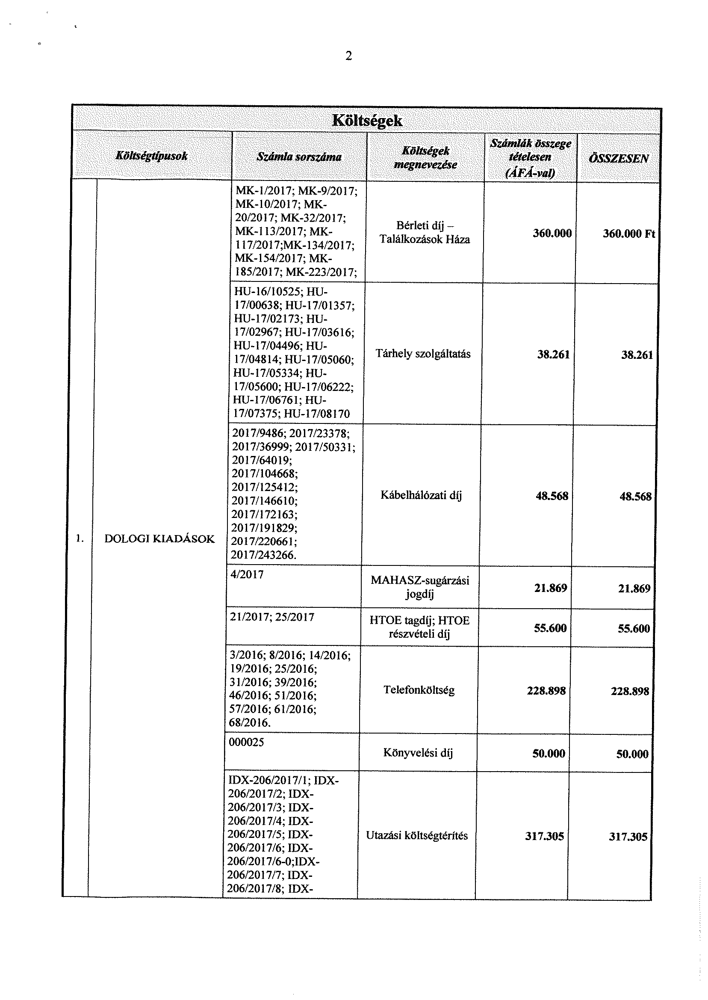 2
Költségek
Költségtípusok
Számla sorszáma
Költségek
megnevezése
Számlák összege
tételesen
(ÁFÁ-val)
ÖSSZESEN
1.
DOLOGI KIADÁSOK
MK-1/2017; MK-9/2017;
MK-10/2017; MK-
20/2017; MK-32/2017;
MK-113/2017; MK-
117/2017;MK-134/2017;
MK-154/2017; MK-
185/2017; MK-223/2017;
Bérleti díj –
Találkozások Háza
360.000
360.000 Ft
HU-16/10525; HU-
17/00638; HU-17/01357;
HU-17/02173; HU-
17/02967; HU-17/03616;
HU-17/04496; HU-
17/04814; HU-17/05060;
HU-17/05334; HU-
17/05600; HU-17/06222;
HU-17/06761; HU-
17/07375; HU-17/08170
Tárhely szolgáltatás
38.261
38.261
2017/9486; 2017/23378;
2017/36999; 2017/50331;
2017/64019;
2017/104668;
2017/125412;
2017/146610;
2017/172163;
2017/191829;
2017/220661;
2017/243266.
Kábelhálózati díj
48.568
48.568
4/2017
MAHASZ-sugárzási
jogdíj
21.869
21.869
21/2017; 25/2017
HTOE tagdíj; HTOE
részvételi díj
55.600
55.600
3/2016; 8/2016; 14/2016;
19/2016; 25/2016;
31/2016; 39/2016;
46/2016; 51/2016;
57/2016; 61/2016;
68/2016.
Telefonköltség
228.898
228.898
000025
Könyvelési díj
50.000
50.000
IDX-206/2017/1; IDX-
206/2017/2; IDX-
206/2017/3; IDX-
206/2017/4; IDX-
206/2017/5; IDX-
206/2017/6; IDX-
206/2017/6-0;IDX-
206/2017/7; IDX-
206/2017/8; IDX-
Utazási költségtérítés
317.305
317.305